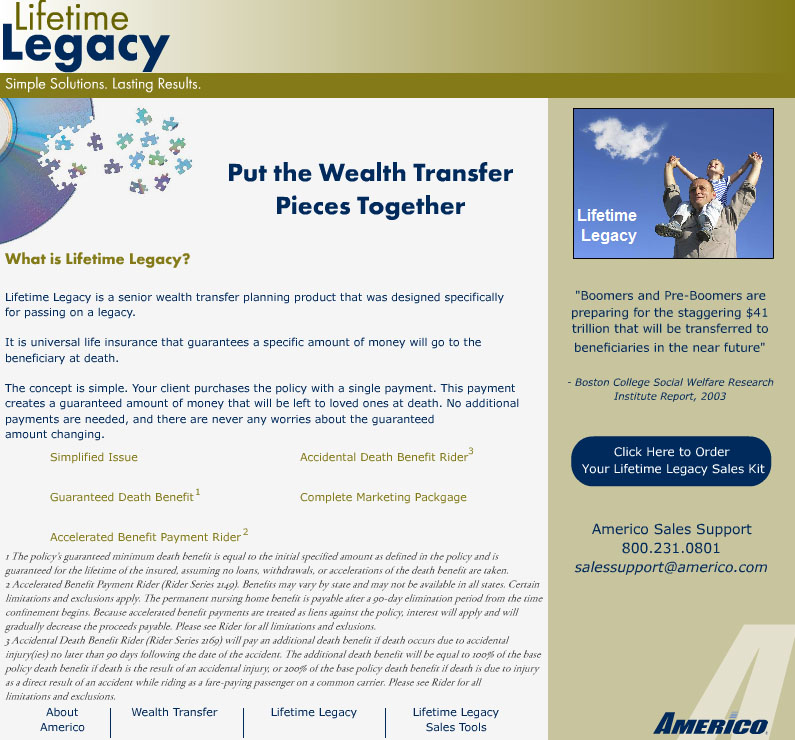 Lifetime
Legacy
Simple Solutions. Lasting Results.
Put the Wealth Transfer
Pieces Together
What is Lifetime Legacy?
Lifetime Legacy is a senior wealth transfer planning product that was designed specifically
for passing on a legacy.
It is universal life insurance that guarantees a specific amount of money will go to the
beneficiary at death.
The concept is simple. Your client purchases the policy with a single payment. This payment
creates a guaranteed amount of money that will be left to loved ones at death. No additional
payments are needed, and there are never any worries about the guaranteed
amount changing.
Simplified Issue
Accidental Death Benefit Rider3
Guaranteed Death Benefit1
Complete Marketing Packgage
Accelerated Benefit Payment Rider2
1 The policy's guaranteed minimum death benefit is equal to the initial specified amount as defined in the policy and is
guaranteed for the lifetime of the insured, assuming no loans, withdrawals, or accelerations of the death benefit are taken.
2 Accelerated Benefit Payment Rider (Rider Series 2149). Benefits may vary by state and may not be available in all states. Certain
limitations and exclusions apply. The permanent nursing home benefit is payable after a 90-day elimination period from the time
confinement begins. Because accelerated benefit payments are treated as liens against the policy, interest will apply and will
gradually decrease the proceeds payable. Please see Rider for all limitations and exlusions.
3 Accidental Death Benefit Rider (Rider Series 2169) will pay an additional death benefit if death occurs due to accidental
injury(ies) no later than 90 days following the date of the accident. The additional death benefit will be equal to 100% of the base
policy death benefit if death is the result of an accidental injury, or 200% of the base policy death benefit if death is due to injury
as a direct result of an accident while riding as a fare-paying passenger on a common carrier. Please see Rider for all
limitations and exclusions.
About
Americo
Wealth Transfer
Lifetime Legacy
Lifetime Legacy
Sales Tools
Lifetime
Legacy
"Boomers and Pre-Boomers are
preparing for the staggering $41
trillion that will be transferred to
beneficiaries in the near future"
- Boston College Social Welfare Research
Institute Report, 2003
Click Here to Order
Your Lifetime Legacy Sales Kit
Americo Sales Support
800.231.0801
salessupport@americo.com
AMERICO